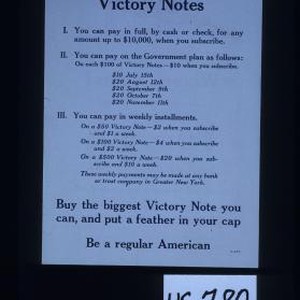 Victory Notes
I. You can pay in full, by cash or check, for any
amount up to $10,000, when you subscribe.
II. You can pay on the Government plan as follows:
On each $100 of Victory Notes—$10 when you subscribe.
$10 July 15th
$20 August 12th
$20 September 9th
$20 October 7th
$20 November 11th
III. You can pay in weekly installments.
On a $50 Victory Note—$2 when you subscribe
and $1 a week.
On a $100 Victory Note—$4 when you subscribe
and $2 a week.
On a $500 Victory Note—$20 when you sub-
scribe and $10 a week.
These weekly payments may be made at any bank
or trust company in Greater New York.
Buy the biggest Victory Note you
can, and put a feather in your cap
Be a regular American